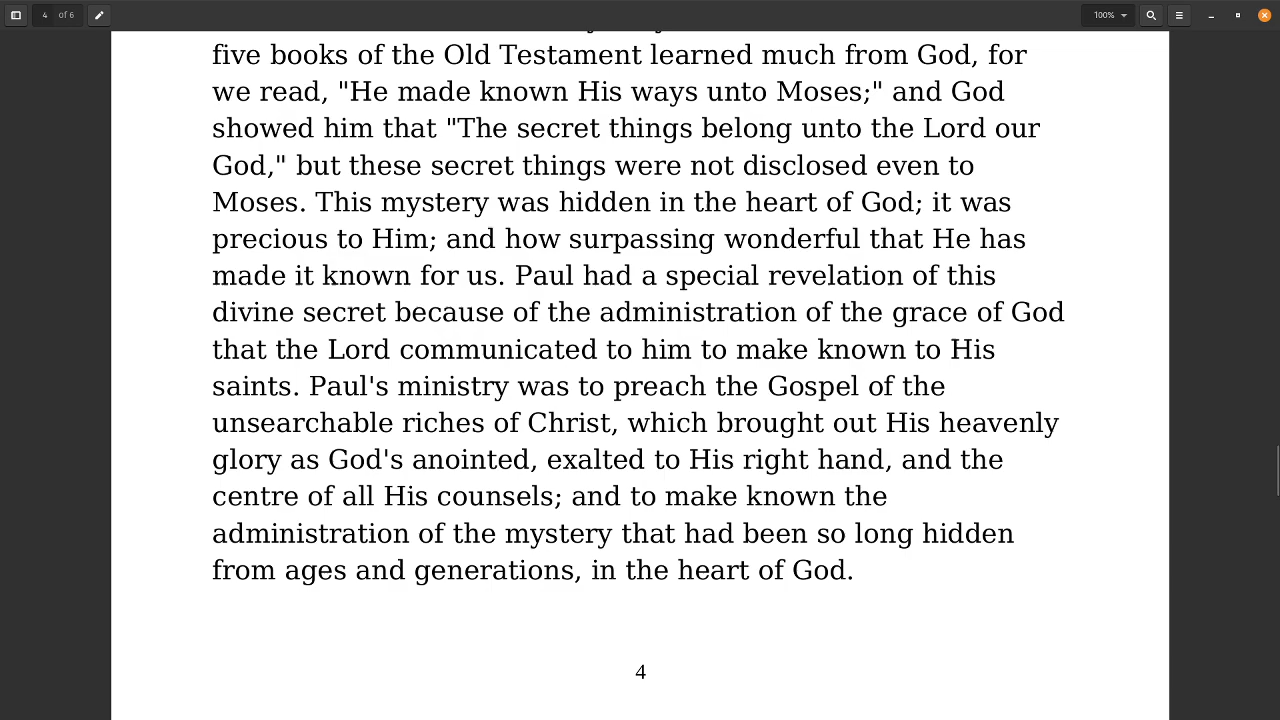 4 of 6
100%
five books of the Old Testament learned much from God, for
we read, "He made known His ways unto Moses;" and God
showed him that "The secret things belong unto the Lord our
God," but these secret things were not disclosed even to
Moses. This mystery was hidden in the heart of God; it was
precious to Him; and how surpassing wonderful that He has
made it known for us. Paul had a special revelation of this
divine secret because of the administration of the grace of God
that the Lord communicated to him to make known to His
saints. Paul's ministry was to preach the Gospel of the
unsearchable riches of Christ, which brought out His heavenly
glory as God's anointed, exalted to His right hand, and the
centre of all His counsels; and to make known the
administration of the mystery that had been so long hidden
from ages and generations, in the heart of God.
4